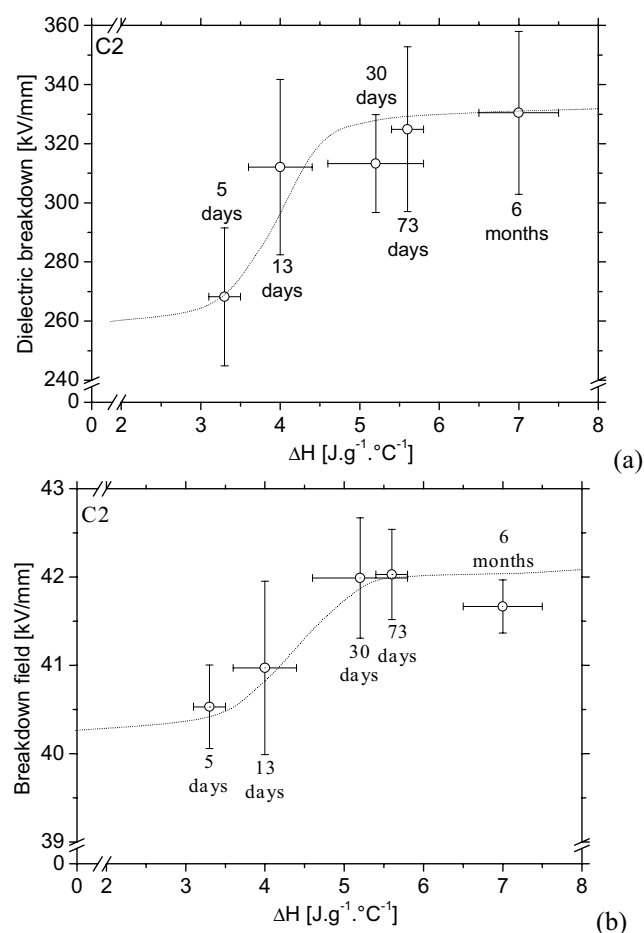 360
C2
340
320
300
280
260
240
0
Dielectric breakdown [kV/mm]
5
days
13
days
30
days
73
days
6
months
0 2 3 4 5 6 7 8
ΔH [J.g⁻¹.°C⁻¹]
(a)
43
C2
42
41
40
39
0
Breakdown field [kV/mm]
5
days
13
days
30
days
73
days
6
months
0 2 3 4 5 6 7 8
ΔH [J.g⁻¹.°C⁻¹]
(b)